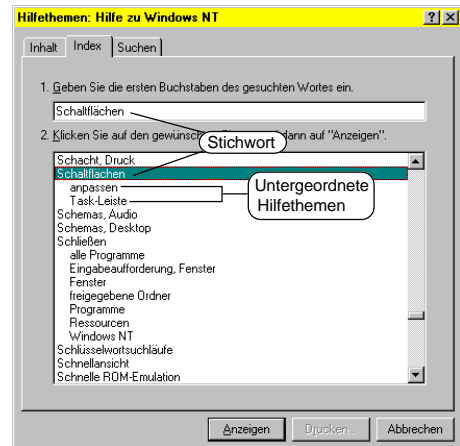 Hilfethemen: Hilfe zu Windows NT
Inhalt Index Suchen
1. Geben Sie die ersten Buchstaben des gesuchten Wortes ein.
Schaltflächen
2. Klicken Sie auf den gewünsch dann auf "Anzeigen".
Stichwort
Schacht, Druck
Schaltflächen
anpassen
Task-Leiste
Untergeordnete
Hilfethemen
Schemas, Audio
Schemas, Desktop
Schließen
alle Programme
Eingabeaufforderung, Fenster
Fenster
freigegebene Ordner
Programme
Ressourcen
Windows NT
Schlüsselwortsuchläufe
Schnellansicht
Schnelle ROM-Emulation
Anzeigen Drucken... Abbrechen